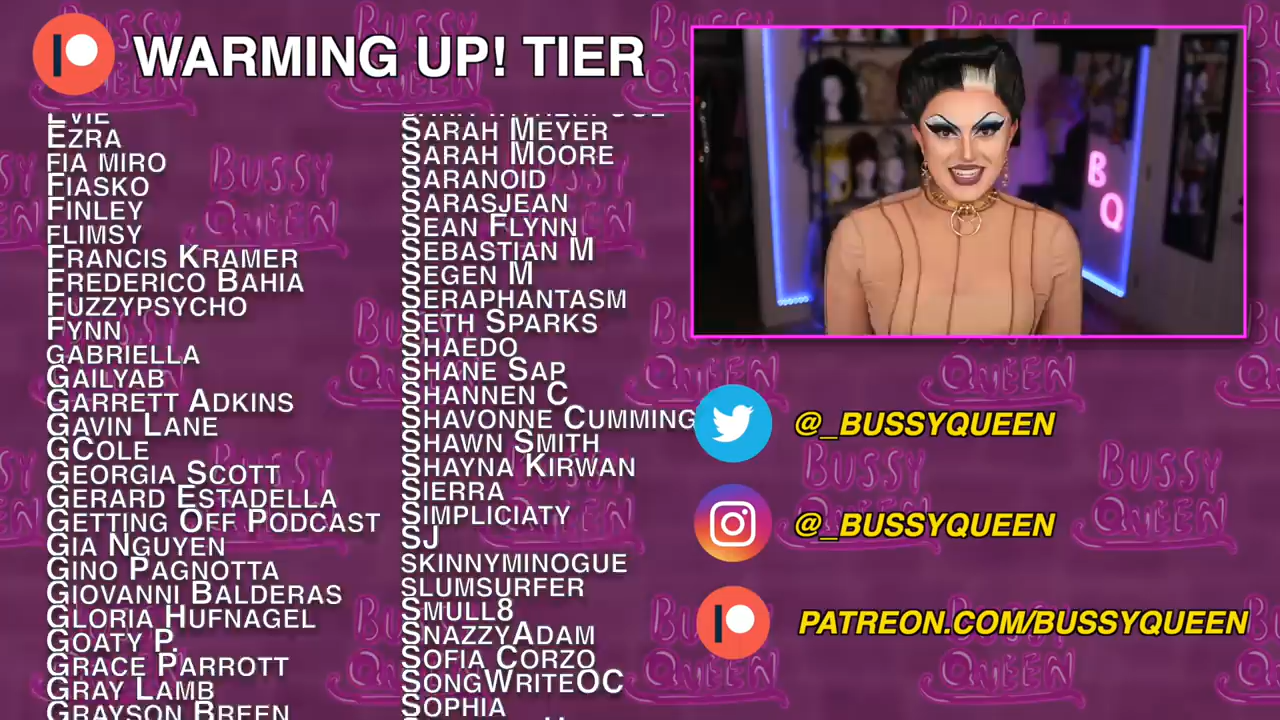 WARMING UP! TIER
EVIE
EZRA
FIA MIRO
FIASKO
FINLEY
FLIMSY
FRANCIS KRAMER
FREDERICO BAHIA
FUZZYPSYCHO
FYNN
GABRIELLA
GAILYAB
GARRETT ADKINS
GAVIN LANE
GCOLE
GEORGIA SCOTT
GERARD ESTADELLA
GETTING OFF PODCAST
GIA NGUYEN
GINO PAGNOTTA
GIOVANNI BALDERAS
GLORIA HUFNAGEL
GOATY P.
GRACE PARROTT
GRAY LAMB
GRAYSON BREEN
SARAH MEYER
SARAH MOORE
SARANOID
SARASJEAN
SEAN FLYNN
SEBASTIAN M
SEGEN M
SERAPHANTASM
SETH SPARKS
SHAEDO
SHANE SAP
SHANNEN C
SHAVONNE CUMMING
SHAWN SMITH
SHAYNA KIRWAN
SIERRA
SIMPLICIATY
SJ
SKINNYMINOGUE
SLUMSURFER
SMULL8
SNAZZYADAM
SOFIA CORZO
SONGWRITEOC
SOPHIA
B
Q
@_BUSSYQUEEN
@_BUSSYQUEEN
PATREON.COM/BUSSYQUEEN
BUSSY
QUEEN